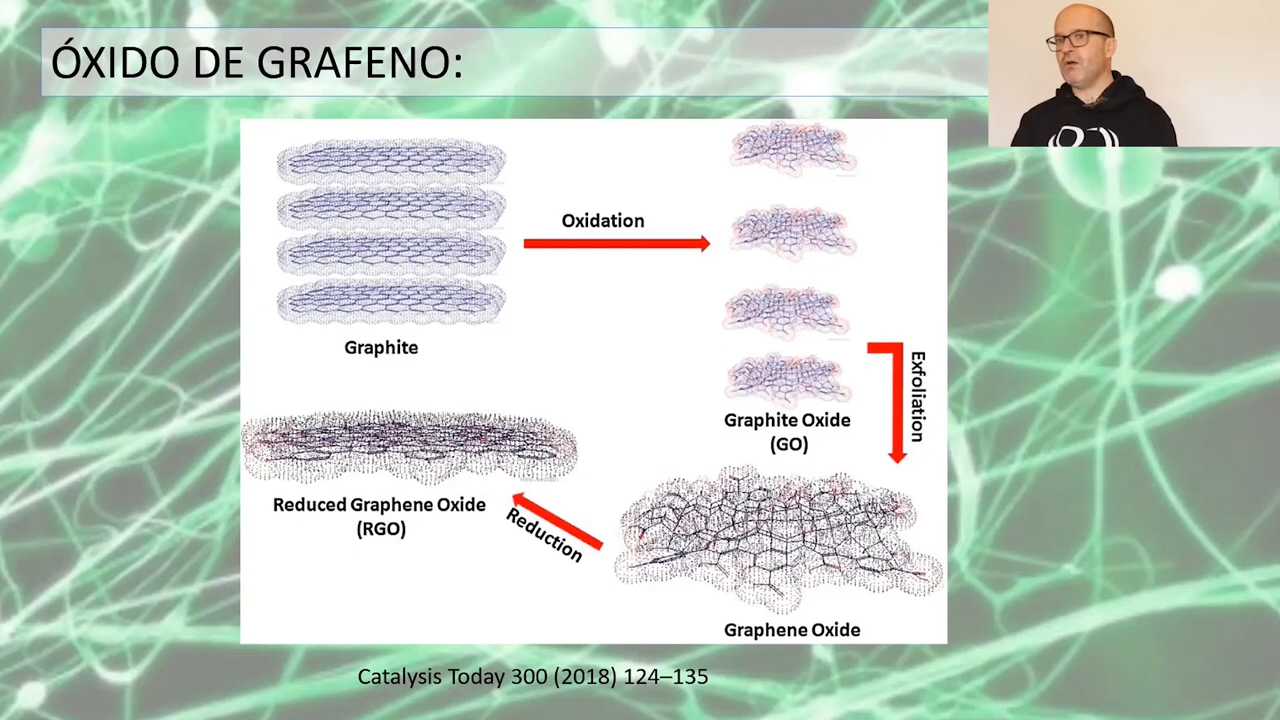 ÓXIDO DE GRAFENO:
Oxidation
Graphite
Graphite Oxide
(GO)
Exfoliation
Reduced Graphene Oxide
(RGO)
Reduction
Graphene Oxide
Catalysis Today 300 (2018) 124–135